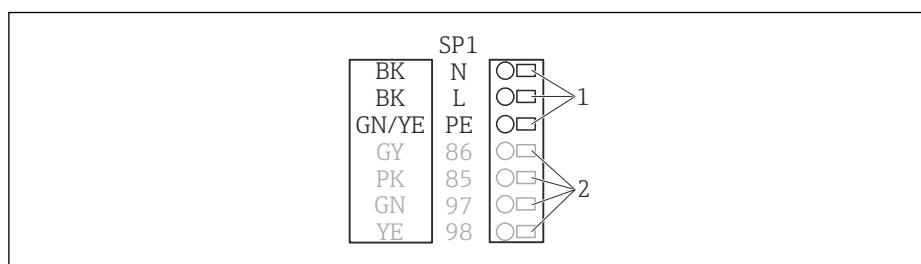 SP1
BK N
BK L 1
GN/YE PE
GY 86
PK 85 2
GN 97
YE 98